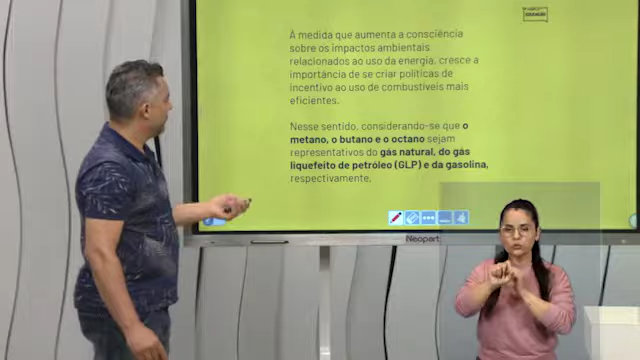 À medida que aumenta a consciência
sobre os impactos ambientais
relacionados ao uso da energia, cresce a
importância de se criar políticas de
incentivo ao uso de combustíveis mais
eficientes.
Nesse sentido, considerando-se que o
metano, o butano e o octano sejam
representativos do gás natural, do gás
liquefeito de petróleo (GLP) e da gasolina,
respectivamente,
Neopart